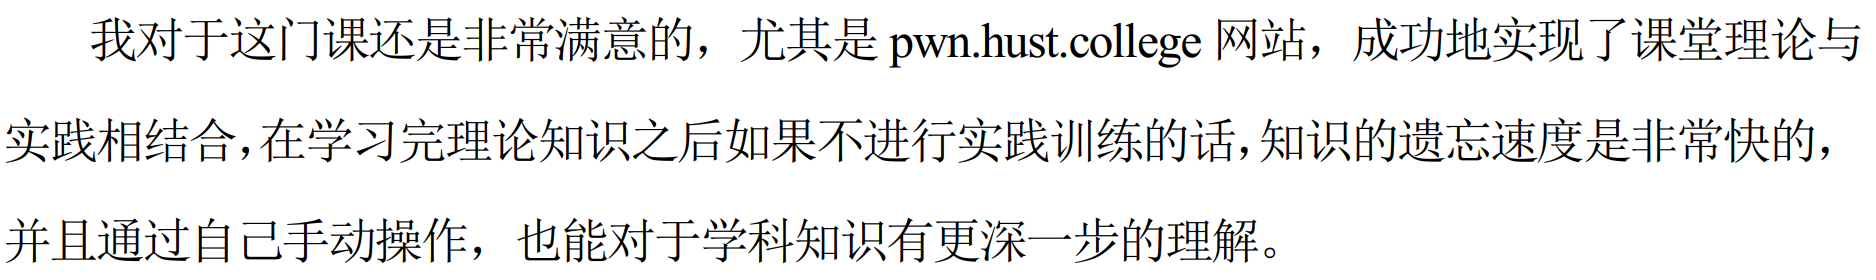 我对于这门课还是非常满意的，尤其是 pwn.hust.college 网站，成功地实现了课堂理论与
实践相结合，在学习完理论知识之后如果不进行实践训练的话，知识的遗忘速度是非常快的，
并且通过自己手动操作，也能对于学科知识有更深一步的理解。